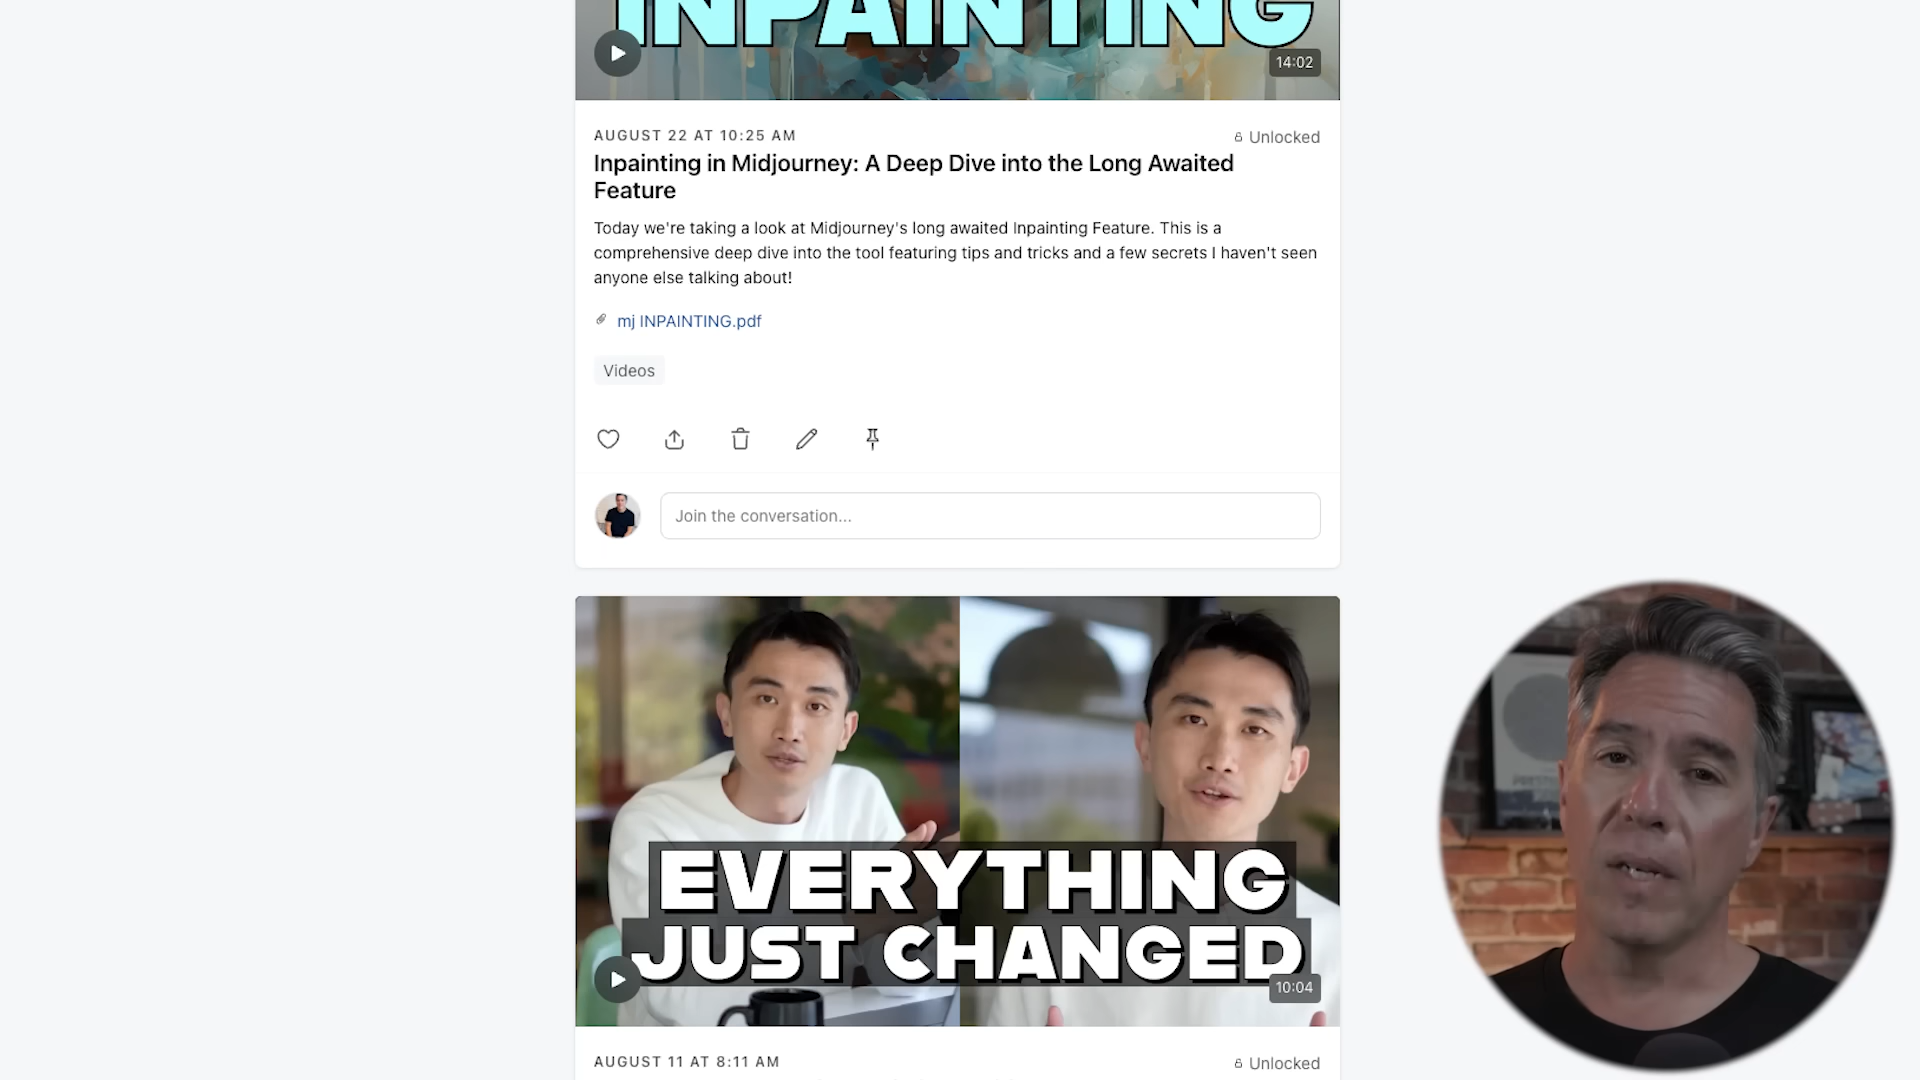 INPAINTING
14:02
AUGUST 22 AT 10:25 AM
Unlocked
Inpainting in Midjourney: A Deep Dive into the Long Awaited
Feature
Today we're taking a look at Midjourney's long awaited Inpainting Feature. This is a
comprehensive deep dive into the tool featuring tips and tricks and a few secrets I haven't seen
anyone else talking about!
mj INPAINTING.pdf
Videos
Join the conversation...
EVERYTHING
JUST CHANGED
10:04
AUGUST 11 AT 8:11 AM
Unlocked